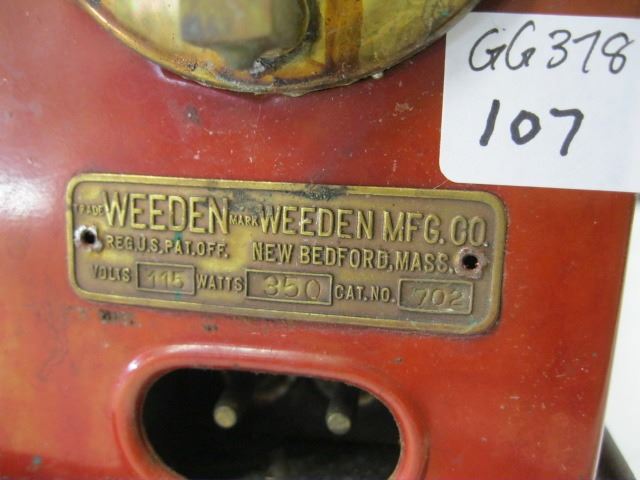 GG378
107
TRADE WEEDEN MARK WEEDEN MFG. CO.
REG. U.S. PAT. OFF. NEW BEDFORD, MASS.
VOLTS 115 WATTS 350 CAT. NO. 702